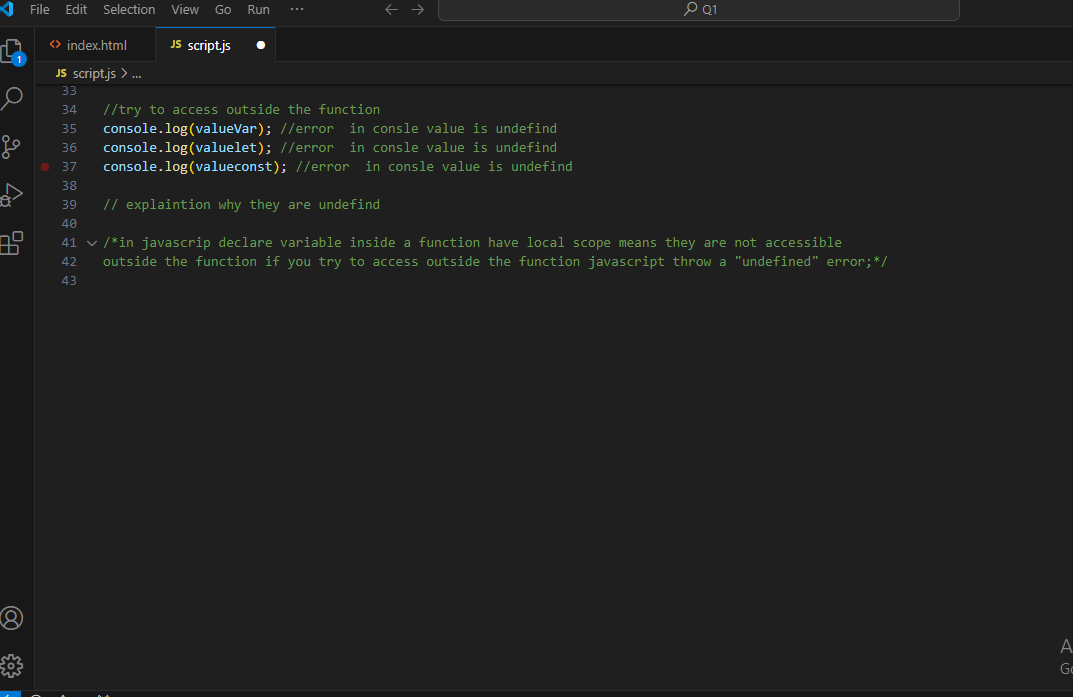 File Edit Selection View Go Run ...
Q1
index.html
JS script.js
1
JS script.js > ...
33
34 //try to access outside the function
35 console.log(valueVar); //error  in consle value is undefind
36 console.log(valuelet); //error  in consle value is undefind
37 console.log(valueconst); //error  in consle value is undefind
38
39 // explaintion why they are undefind
40
41 /*in javascrip declare variable inside a function have local scope means they are not accessible
42 outside the function if you try to access outside the function javascript throw a "undefined" error;*/
43